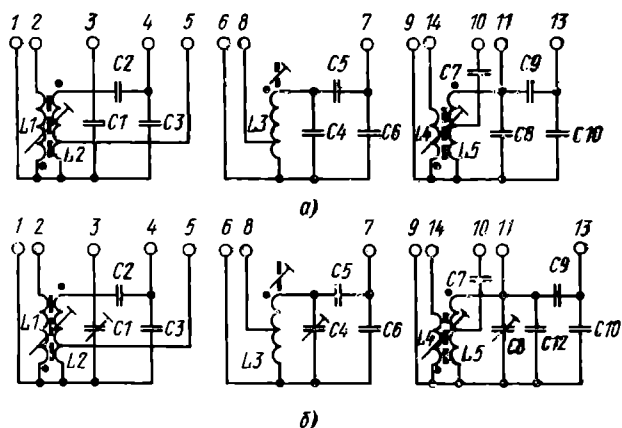 1 2 3 4 5 6 8 7 9 14 10 11 13
C2 C5 C7 C9
L1 L2 C1 C3 L3 C4 C6 L4 L5 C8 C10
а)
1 2 3 4 5 6 8 7 9 14 10 11 13
C2 C5 C7 C9
L1 L2 C1 C3 L3 C4 C6 L4 L5 C8 C12 C10
б)